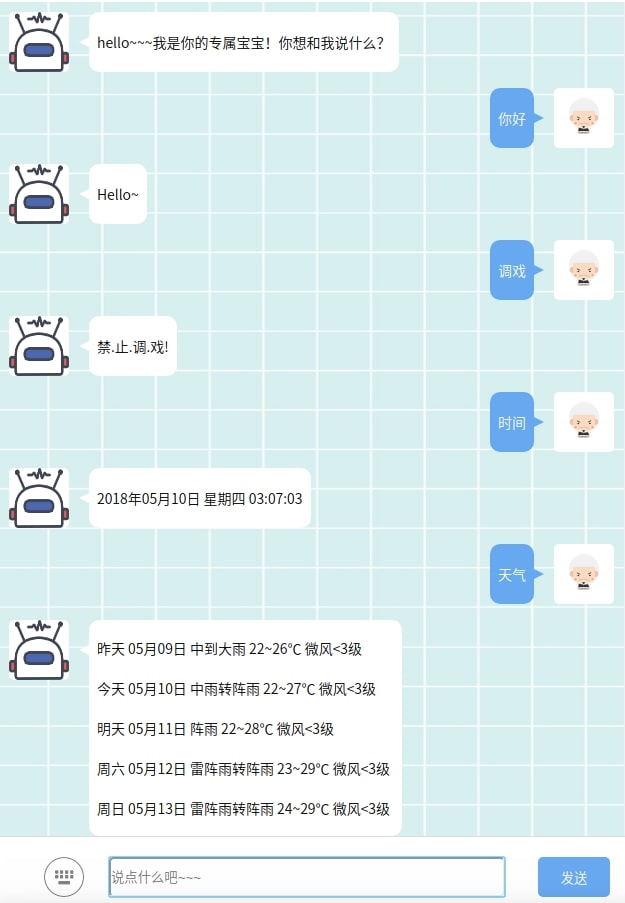 hello~~~我是你的专属宝宝！你想和我说什么？
你好
Hello~
调戏
禁.止.调.戏!
时间
2018年05月10日 星期四 03:07:03
天气
昨天 05月09日 中到大雨 22~26℃ 微风<3级
今天 05月10日 中雨转阵雨 22~27℃ 微风<3级
明天 05月11日 阵雨 22~28℃ 微风<3级
周六 05月12日 雷阵雨转阵雨 23~29℃ 微风<3级
周日 05月13日 雷阵雨转阵雨 24~29℃ 微风<3级
说点什么吧~~~
发送